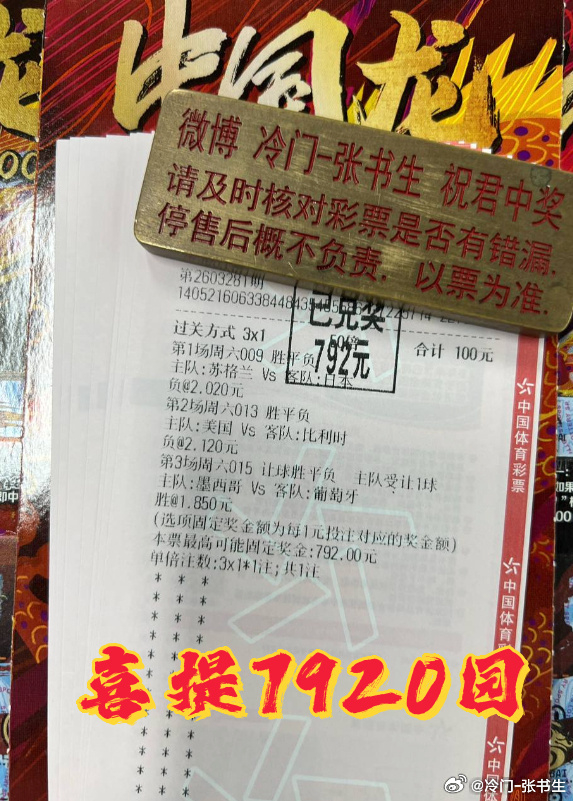 中国龙
微博 冷门-张书生 祝君中奖
请及时核对彩票是否有错漏.
停售后概不负责. 以票为准.
第2603281期
已兑奖
792元
过关方式 3x1
50倍
合计 100元
第1场周六009 胜平负
主队:苏格兰 Vs 客队:日本
负@2.020元
第2场周六013 胜平负
主队:美国 Vs 客队:比利时
负@2.120元
第3场周六015 让球胜平负 主队受让1球
主队:墨西哥 Vs 客队:葡萄牙
胜@1.850元
(选项固定奖金额为每1元投注对应的奖金额)
本票最高可能固定奖金:792.00元
单倍注数:3x1*1注;共1注
中国体育彩票
中国体育彩
中国体
喜提7920园
@冷门-张书生